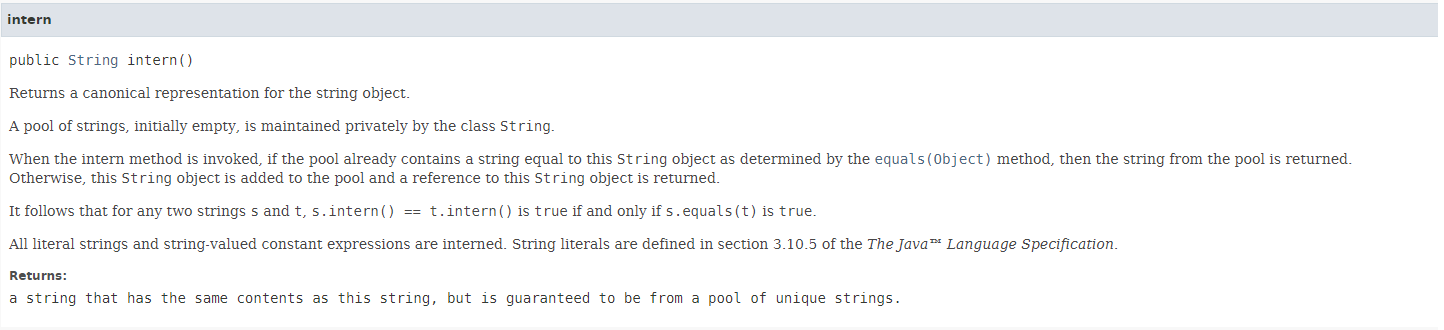 intern
public String intern()
Returns a canonical representation for the string object.
A pool of strings, initially empty, is maintained privately by the class String.
When the intern method is invoked, if the pool already contains a string equal to this String object as determined by the equals(Object) method, then the string from the pool is returned.
Otherwise, this String object is added to the pool and a reference to this String object is returned.
It follows that for any two strings s and t, s.intern() == t.intern() is true if and only if s.equals(t) is true.
All literal strings and string-valued constant expressions are interned. String literals are defined in section 3.10.5 of the The Java™ Language Specification.
Returns:
a string that has the same contents as this string, but is guaranteed to be from a pool of unique strings.